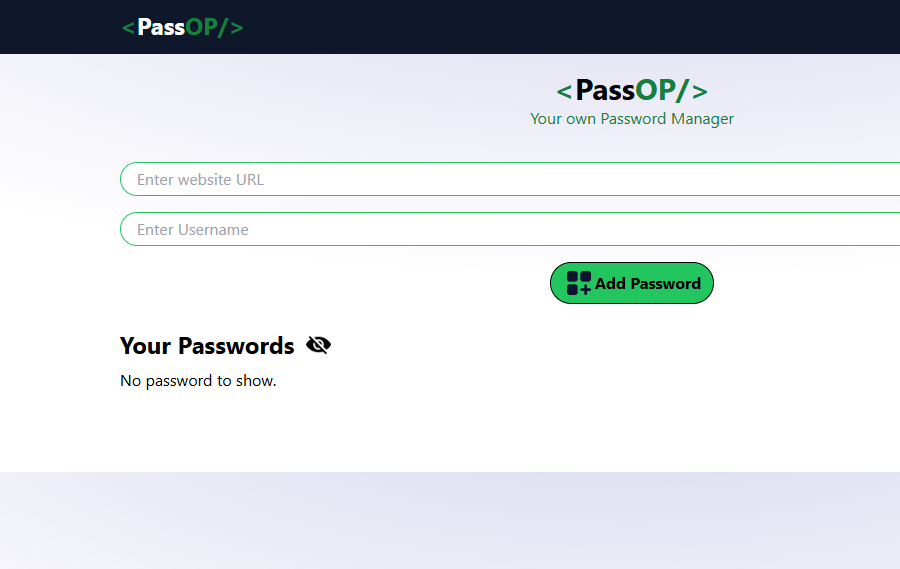 <PassOP/>
<PassOP/>
Your own Password Manager
Enter website URL
Enter Username
Add Password
Your Passwords
No password to show.